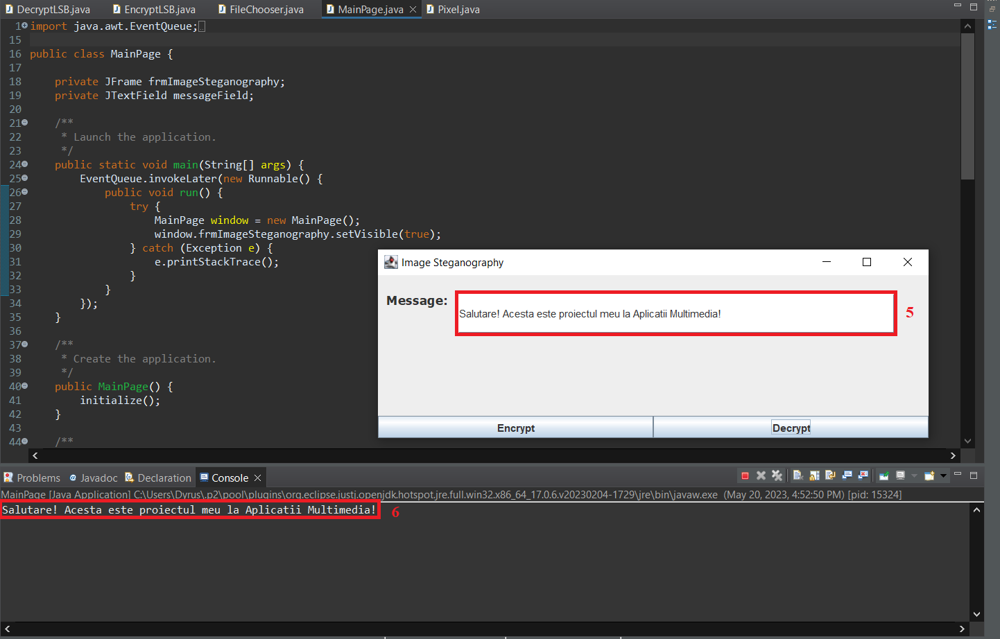 DecryptLSB.java EncryptLSB.java FileChooser.java MainPage.java Pixel.java
1 import java.awt.EventQueue;
15
16 public class MainPage {
17
18 private JFrame frmImageSteganography;
19 private JTextField messageField;
20
21 /**
22 * Launch the application.
23 */
24 public static void main(String[] args) {
25 EventQueue.invokeLater(new Runnable() {
26 public void run() {
27 try {
28 MainPage window = new MainPage();
29 window.frmImageSteganography.setVisible(true);
30 } catch (Exception e) {
31 e.printStackTrace();
32 }
33 }
34 });
35 }
36
37 /**
38 * Create the application.
39 */
40 public MainPage() {
41 initialize();
42 }
43
44 /**
Image Steganography
Message: Salutare! Acesta este proiectul meu la Aplicatii Multimedia! 5
Encrypt Decrypt
Problems Javadoc Declaration Console
MainPage [Java Application] C:\Users\Dyrus\.p2\pool\plugins\org.eclipse.justj.openjdk.hotspot.jre.full.win32.x86_64_17.0.6.v20230204-1729\jre\bin\javaw.exe (May 20, 2023, 4:52:50 PM) [pid: 15324]
Salutare! Acesta este proiectul meu la Aplicatii Multimedia! 6